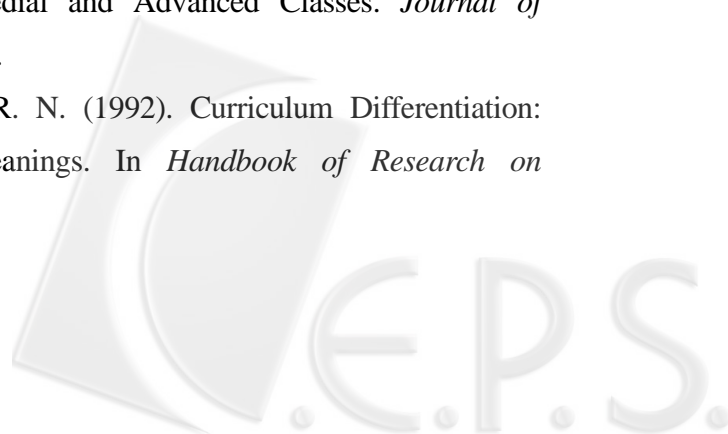 edial and Advanced Classes. Journal of
.
R. N. (1992). Curriculum Differentiation:
eanings. In Handbook of Research on
C.E.P.S.